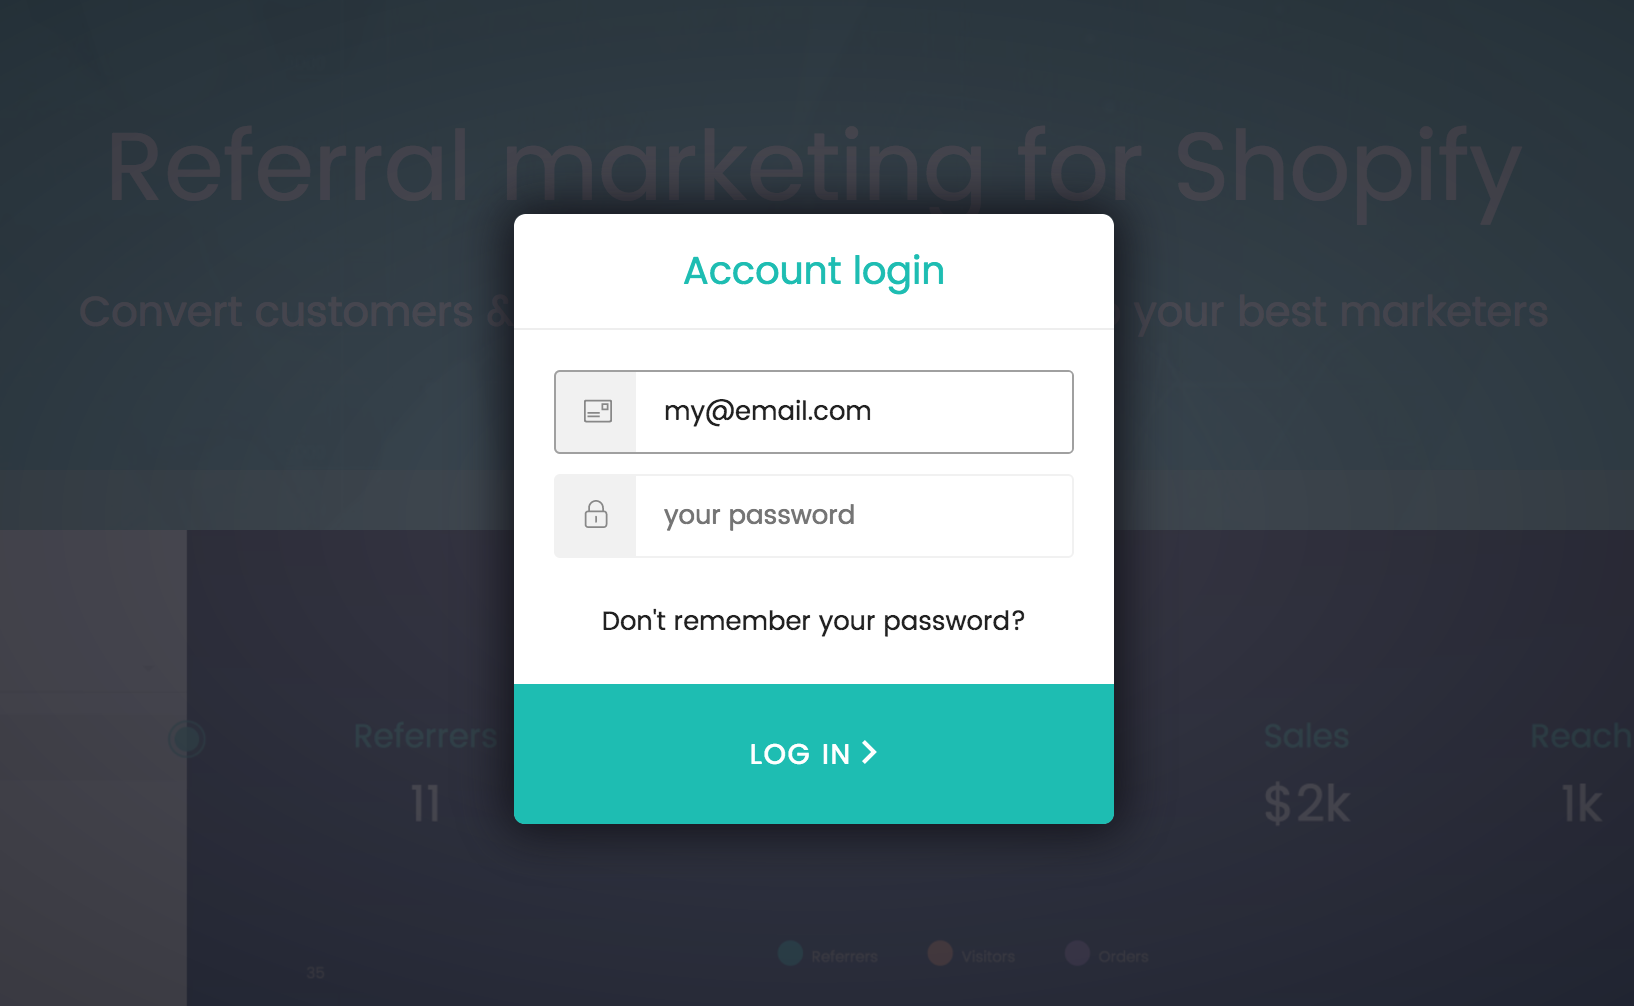 Referral marketing for Shopify
Account login
Convert customers & your best marketers
my@email.com
your password
Don't remember your password?
LOG IN
Referrers
Sales
Reach
11
$2k
1k
Referrers
Visitors
Orders
35